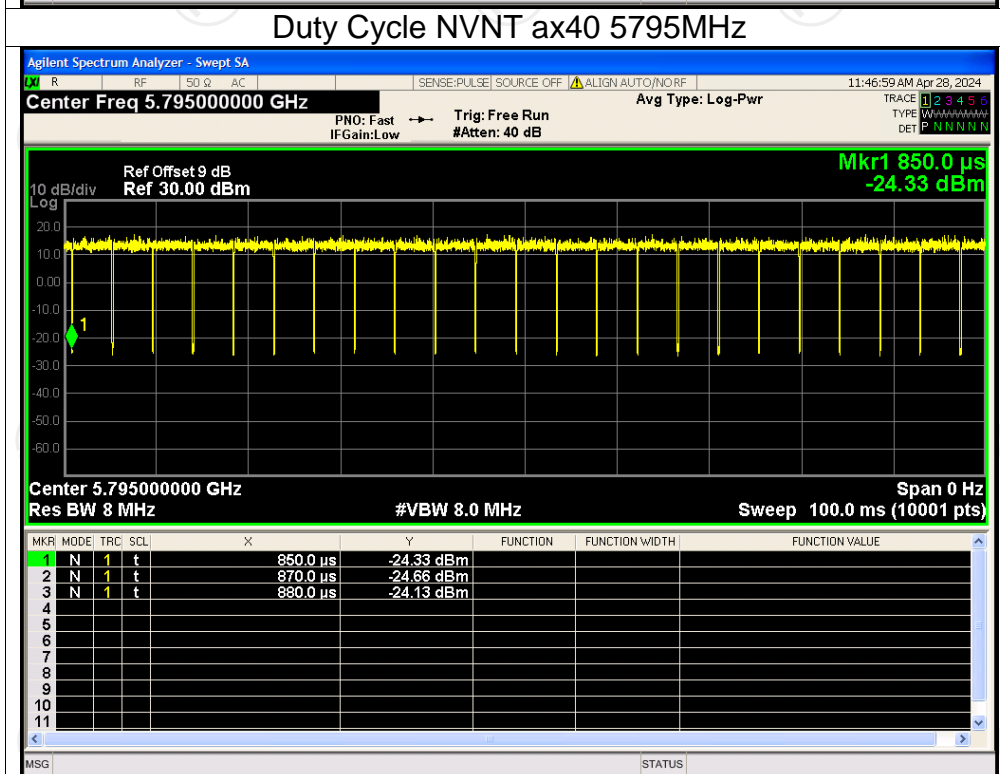 Duty Cycle NVNT ax40 5795MHz
Agilent Spectrum Analyzer - Swept SA
LXI R RF 50 Ω AC SENSE:PULSE SOURCE OFF ALIGN AUTO/NO RF 11:46:59 AM Apr 28, 2024
Center Freq 5.795000000 GHz Avg Type: Log-Pwr TRACE 1 2 3 4 5 6
PNO: Fast Trig: Free Run TYPE W
IFGain:Low #Atten: 40 dB DET P N N N N N
Mkr1 850.0 µs
-24.33 dBm
Ref Offset 9 dB
10 dB/div Ref 30.00 dBm
Log
20.0
10.0
0.00
-10.0
1
-20.0
-30.0
-40.0
-50.0
-60.0
Center 5.795000000 GHz Span 0 Hz
Res BW 8 MHz #VBW 8.0 MHz Sweep 100.0 ms (10001 pts)
MKR MODE TRC SCL X Y FUNCTION FUNCTION WIDTH FUNCTION VALUE
1 N 1 t 850.0 µs -24.33 dBm
2 N 1 t 870.0 µs -24.66 dBm
3 N 1 t 880.0 µs -24.13 dBm
4
5
6
7
8
9
10
11
MSG STATUS